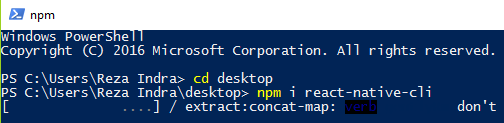 npm
Windows PowerShell
Copyright (C) 2016 Microsoft Corporation. All rights reserved.
PS C:\Users\Reza Indra> cd desktop
PS C:\Users\Reza Indra\desktop> npm i react-native-cli
[ ....] / extract:concat-map: verb don't